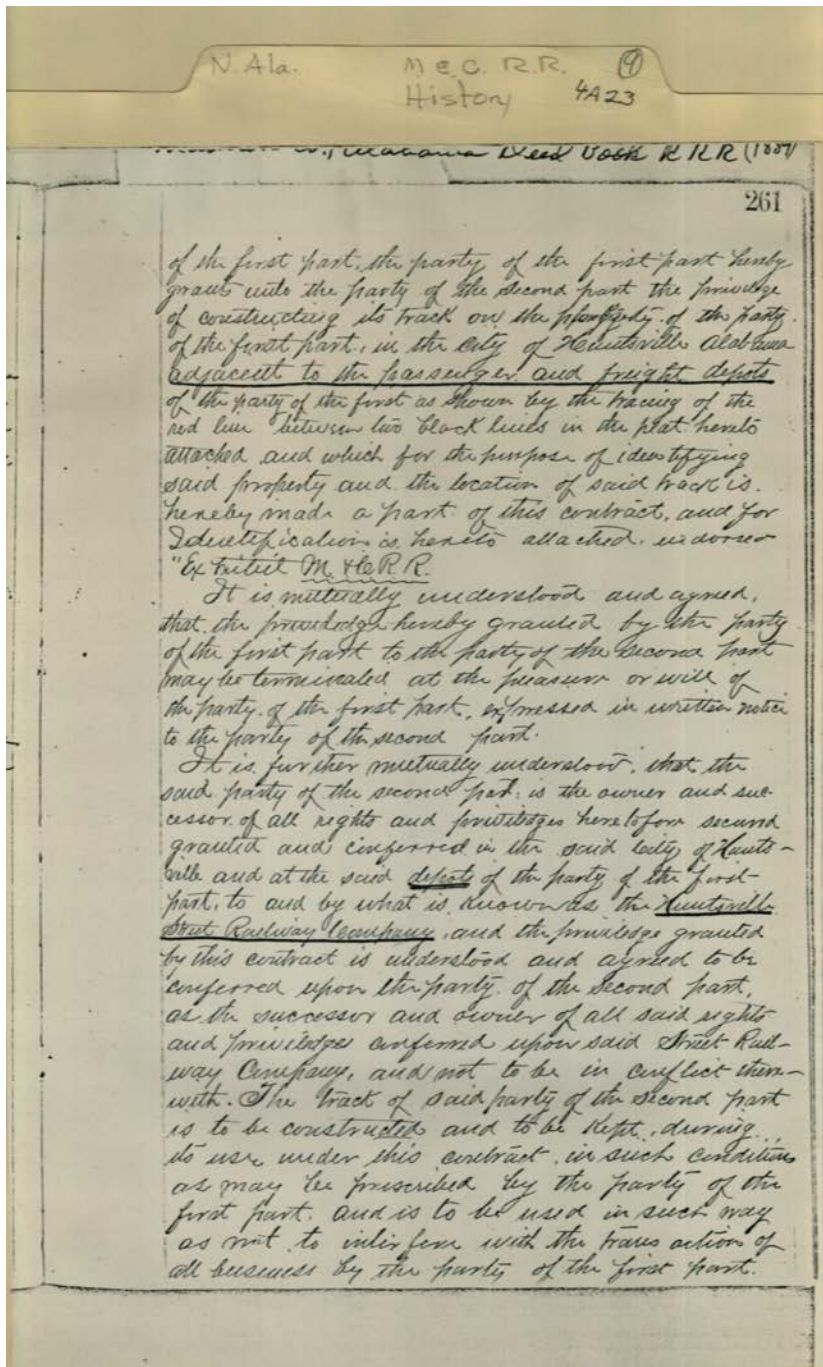 N. Ala. M & C. R.R. 4
History 4A23
Alabama Deed Book RRR (188
261
of the first part, the party of the first part hereby
grants unto the party of the second part the priviledge
of constructing its track on the property of the party
of the first part, in the City of Huntsville Alabama
adjacent to the passenger and freight depots
of the party of the first as shown by the tracing of the
red line between two black lines in the plat hereto
attached and which for the purpose of identifying
said property and the location of said track is
hereby made a part of this contract, and for
Identification is hereto attached. indorsed
"Exhibit M. & C. R. R.
It is mutually understood and agreed,
that the priviledge hereby granted by the party
of the first part to the party of the second part
may be terminated at the pleasure or will of
the party of the first part, expressed in written notice
to the party of the second part.
It is further mutually understood, that the
said party of the second part is the owner and suc-
cessor of all rights and priviledges heretofore secured
granted and conferred in the said City of Hunts-
ville and at the said depots of the party of the first
part, to and by what is known as the Huntsville
Street Railway Company, and the priviledge granted
by this contract is understood and agreed to be
conferred upon the party of the second part,
as the successor and owner of all said rights
and priviledges conferred upon said Street Rail-
way Company, and not to be in conflict there-
with. The track of said party of the second part
is to be constructed and to be kept, during
its use, under this contract, in such condition
as may be prescribed by the party of the
first part. and is to be used in such way
as not to interfere with the transaction of
all business by the party of the first part.